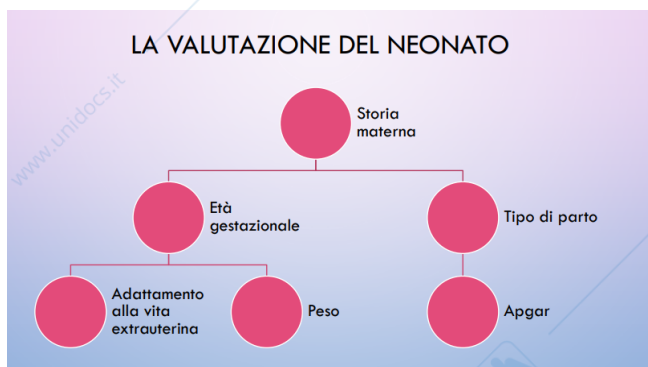 LA VALUTAZIONE DEL NEONATO
Storia
materna
Età
gestazionale
Tipo di parto
Adattamento
alla vita
extrauterina
Peso
Apgar
www.unidocs.it